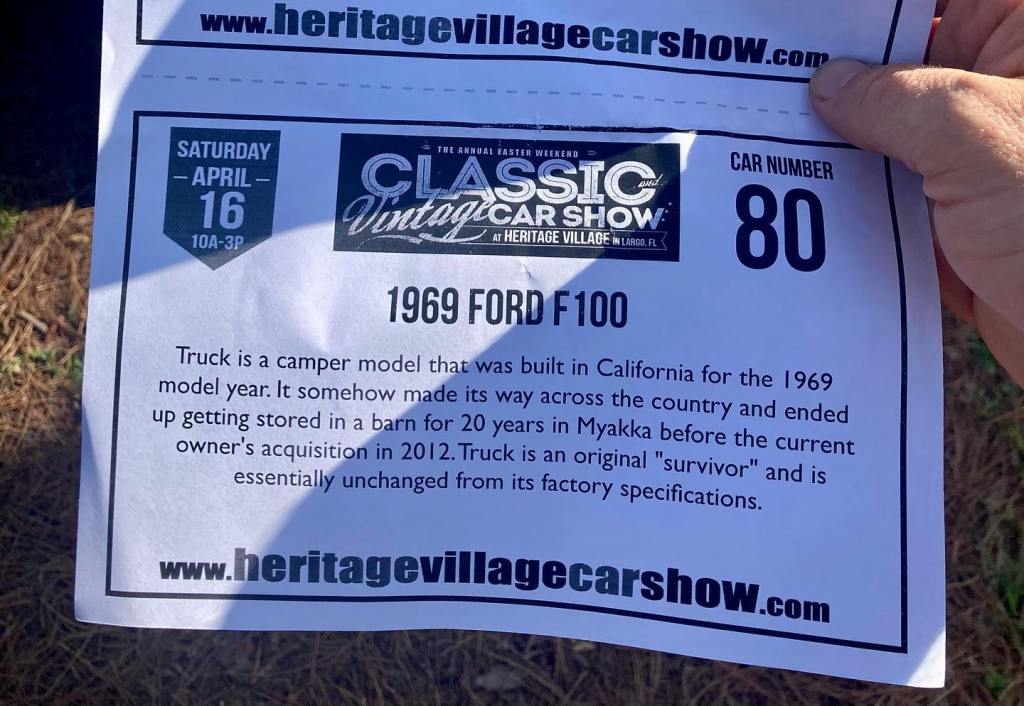 www.heritagevillagecarshow.com
SATURDAY
– APRIL –
16
10A-3P
THE ANNUAL EASTER WEEKEND
CLASSIC and
Vintage CAR SHOW
AT HERITAGE VILLAGE IN LARGO, FL
CAR NUMBER
80
1969 FORD F100
Truck is a camper model that was built in California for the 1969
model year. It somehow made its way across the country and ended
up getting stored in a barn for 20 years in Myakka before the current
owner's acquisition in 2012. Truck is an original "survivor" and is
essentially unchanged from its factory specifications.
www.heritagevillagecarshow.com